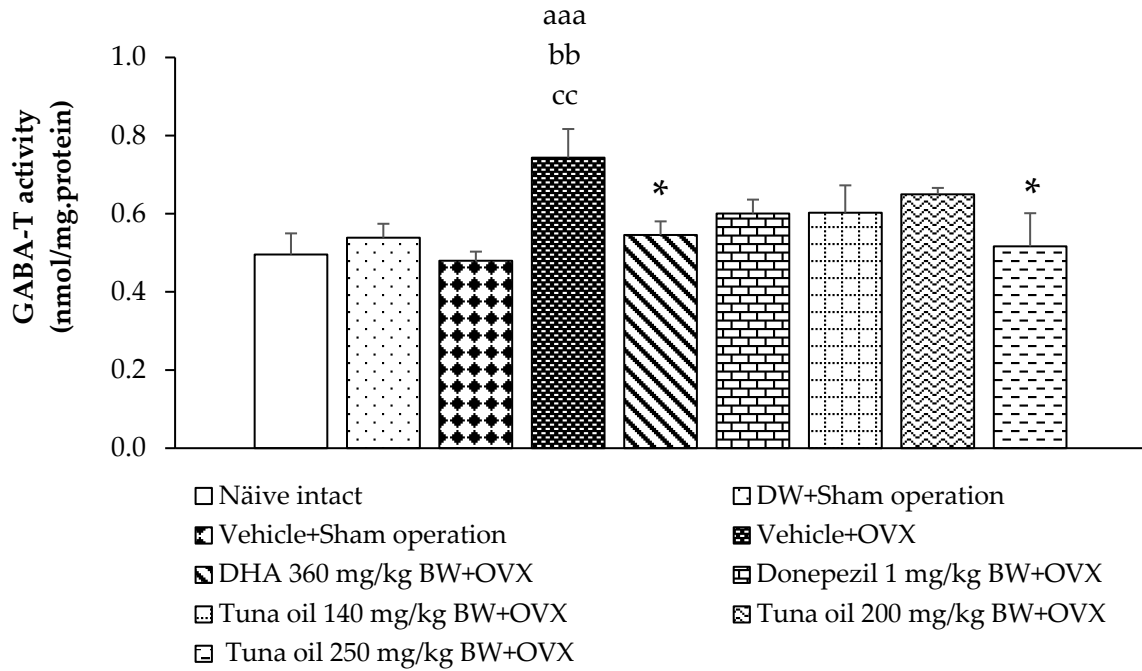 aaa
bb
cc
1.0
0.8
0.6
0.4
0.2
0.0
GABA-T activity
(nmol/mg.protein)
*
*
Näive intact
DW+Sham operation
Vehicle+Sham operation
Vehicle+OVX
DHA 360 mg/kg BW+OVX
Donepezil 1 mg/kg BW+OVX
Tuna oil 140 mg/kg BW+OVX
Tuna oil 200 mg/kg BW+OVX
Tuna oil 250 mg/kg BW+OVX